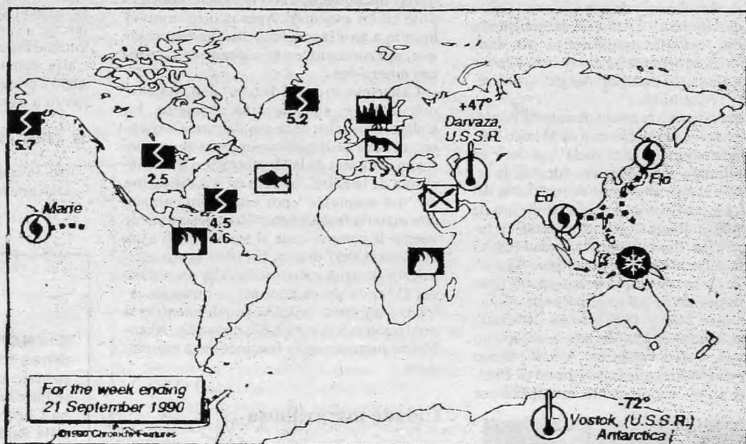 5.2
+47°
Darvaza,
U.S.S.R.
5.7
2.5
Marie
4.5
4.6
Ed
Flo
For the week ending
21 September 1990
©1990 Chronicle Features
-72°
Vostok, (U.S.S.R.)
Antarctica